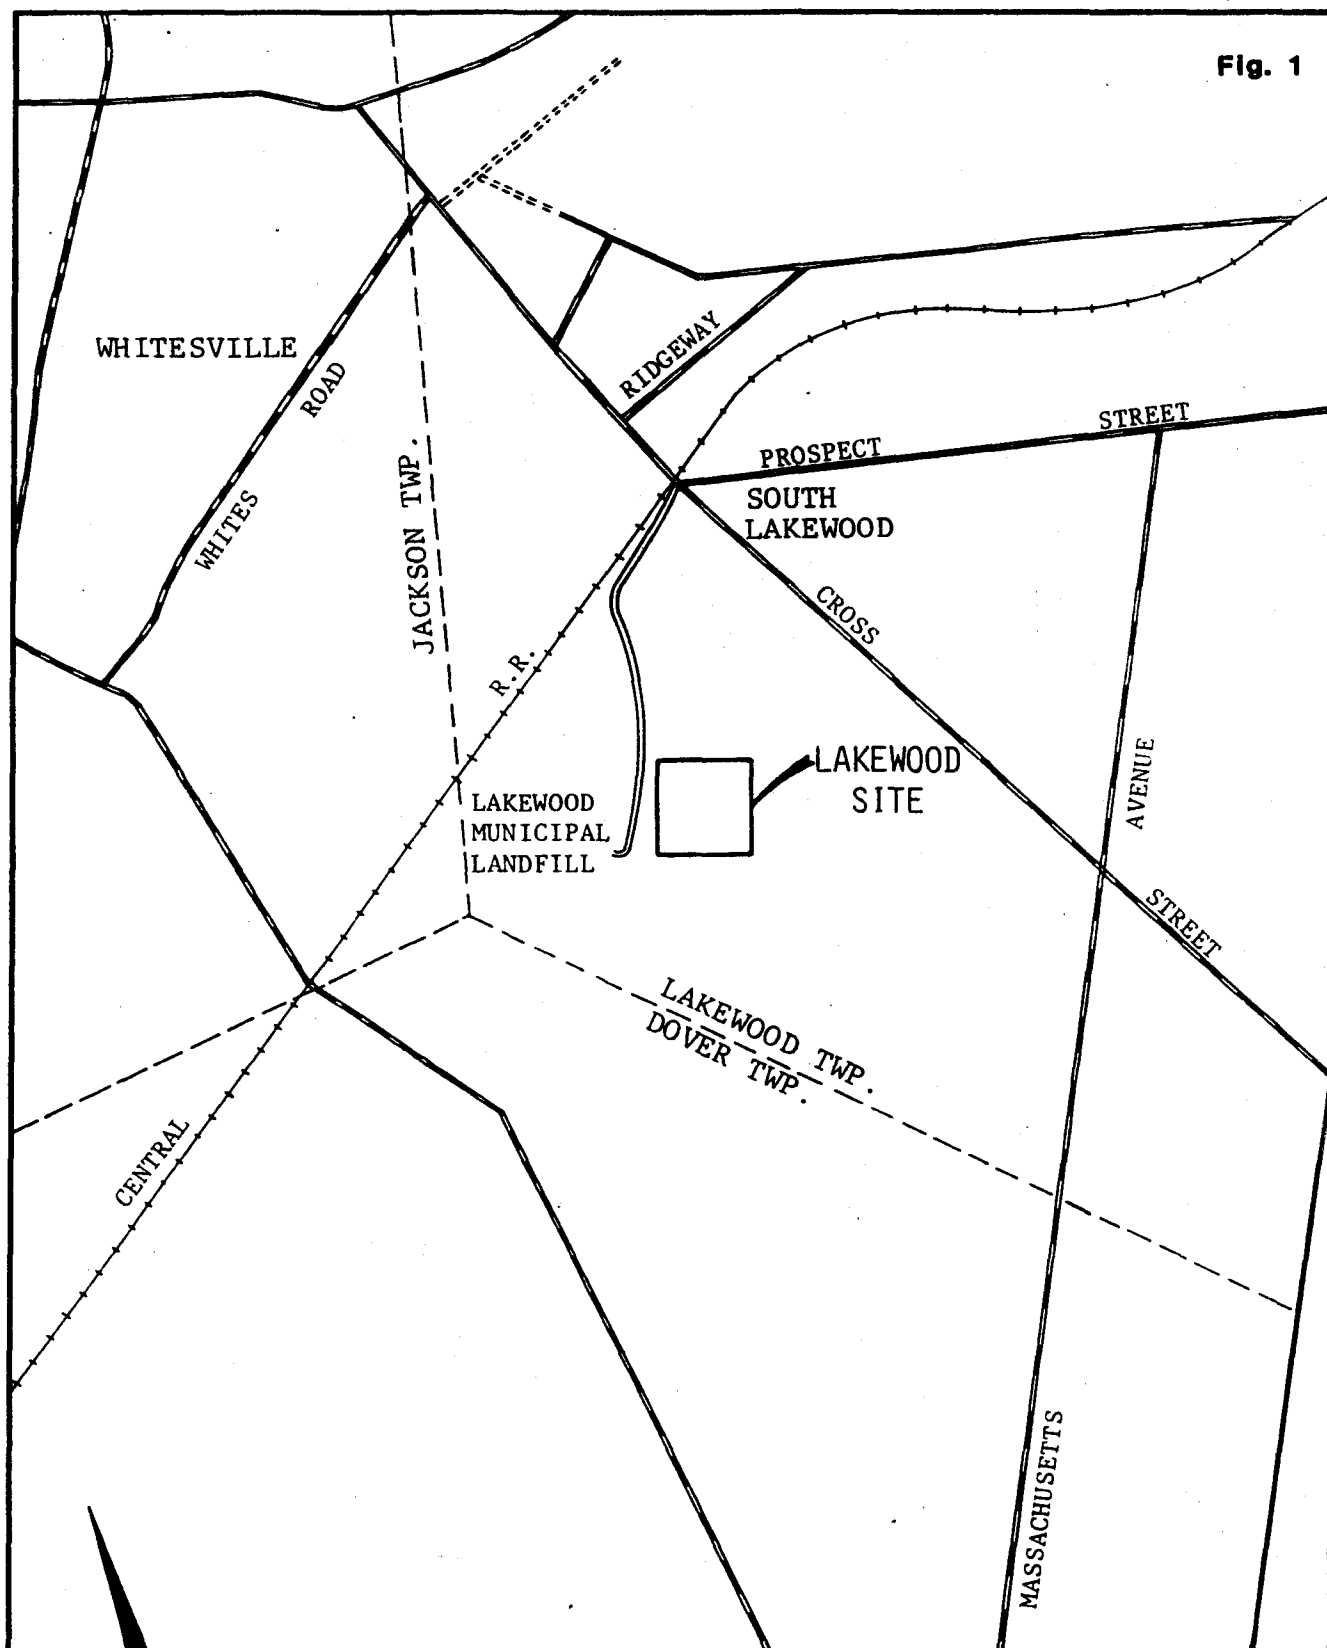 Fig. 1
WHITESVILLE
RIDGEWAY
WHITES ROAD
JACKSON TWP.
PROSPECT STREET
SOUTH
LAKEWOOD
CROSS STREET
CENTRAL R.R.
LAKEWOOD
SITE
LAKEWOOD
MUNICIPAL
LANDFILL
MASSACHUSETTS AVENUE
LAKEWOOD TWP.
DOVER TWP.